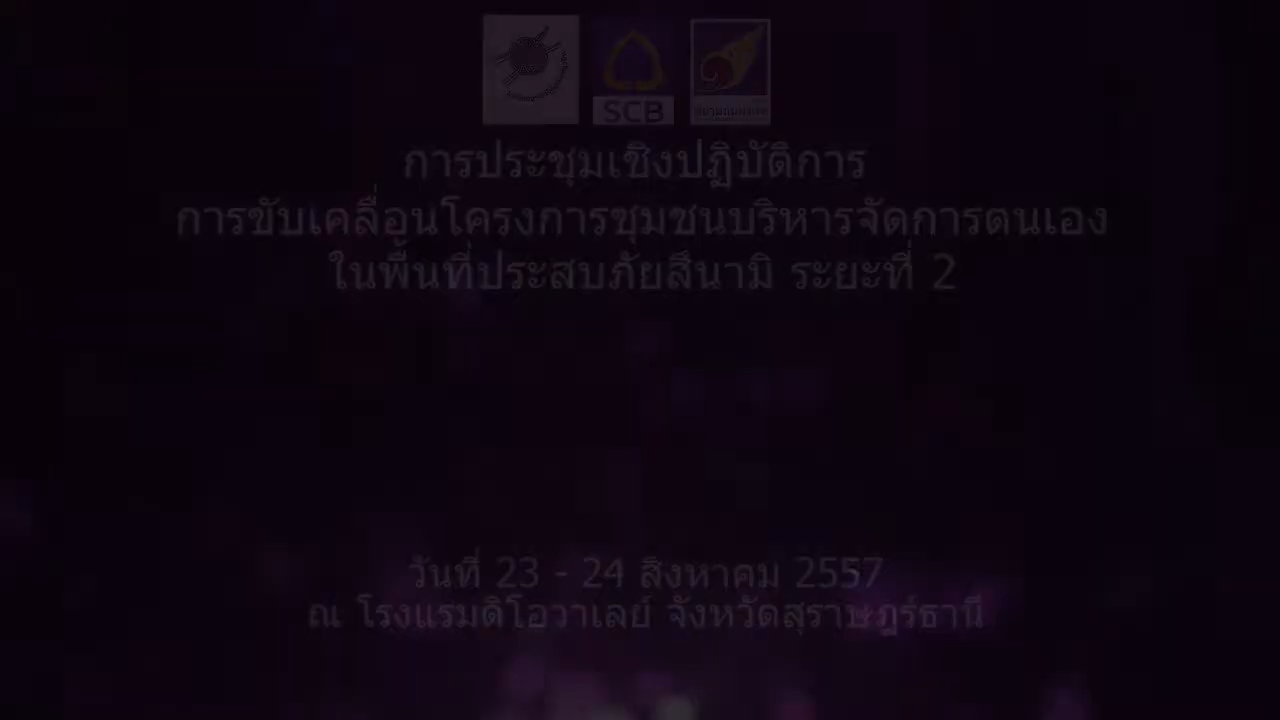 SCB
การประชุมเชิงปฏิบัติการ
การขับเคลื่อนโครงการชุมชนบริหารจัดการตนเอง
ในพื้นที่ประสบภัยสึนามิ ระยะที่ 2
วันที่ 23 - 24 สิงหาคม 2557
ณ โรงแรมดิโอวาเลย์ จังหวัดสุราษฎร์ธานี